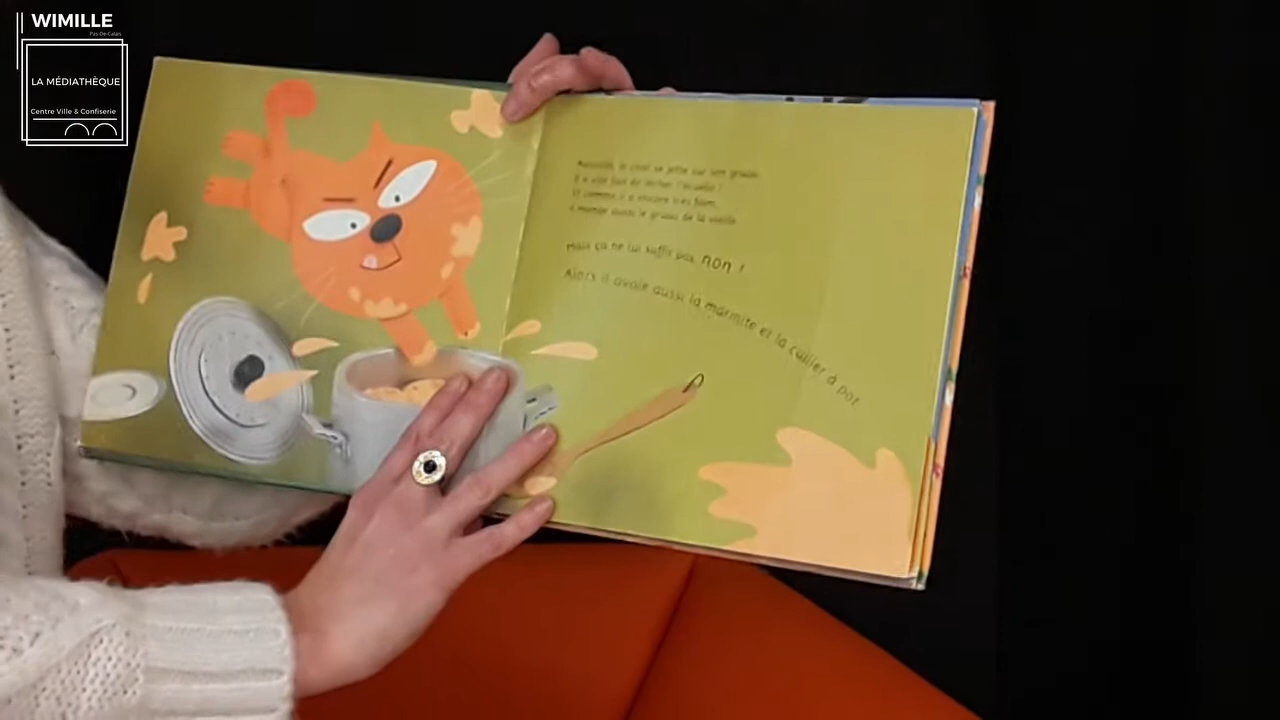 WIMILLE
Pas-De-Calais
LA MÉDIATHÈQUE
Centre Ville & Confiserie
Aussitôt, le chat se jette sur son gruau.
Il a vite fait de lécher l'écuelle !
Et comme il a encore très faim,
il mange aussi le gruau de la vieille.
Mais ça ne lui suffit pas, non !
Alors il avale aussi la marmite et la cuiller à pot.